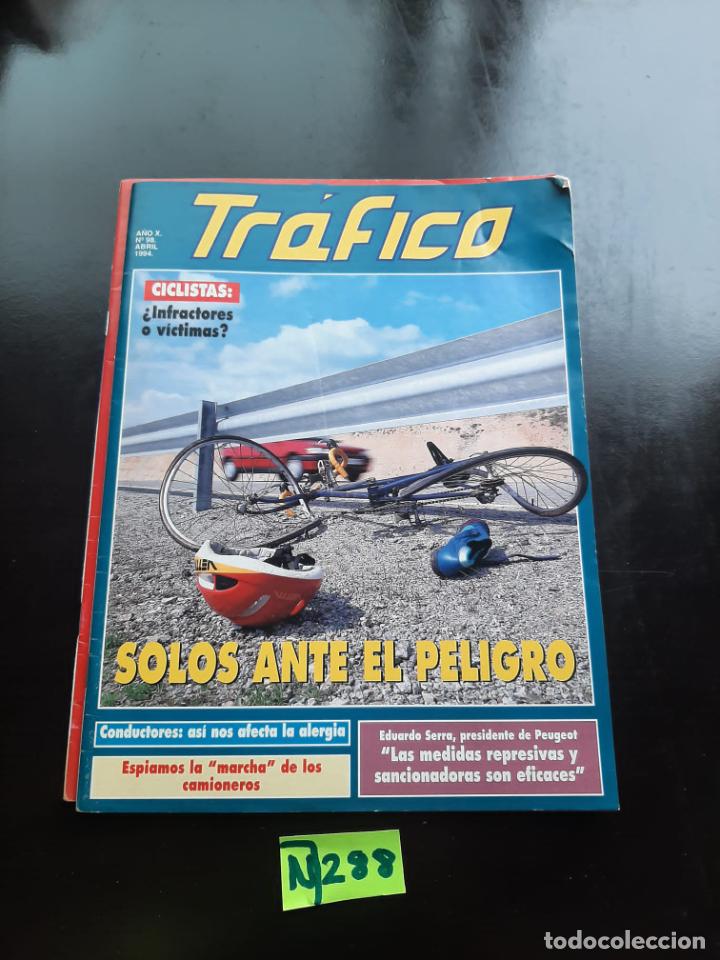 AÑO X.
Nº 98.
ABRIL
1994.
Tráfico
CICLISTAS:
¿Infractores
o víctimas?
SOLOS ANTE EL PELIGRO
Conductores: así nos afecta la alergia
Espiamos la "marcha" de los
camioneros
Eduardo Serra, presidente de Peugeot
"Las medidas represivas y
sancionadoras son eficaces"
N288
todocoleccion
todocoleccion.net